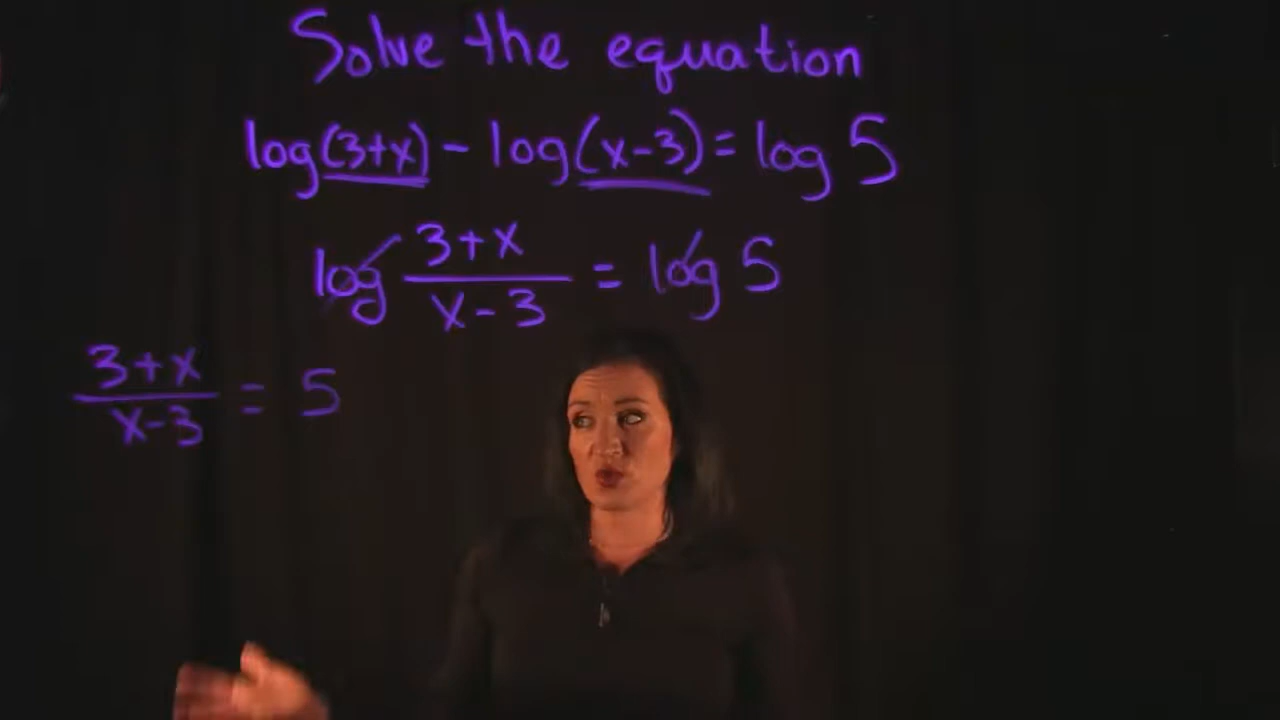 Solve the equation
log(3+x) - log(x-3) = log 5
log 3+x / x-3 = log 5
3+x / x-3 = 5